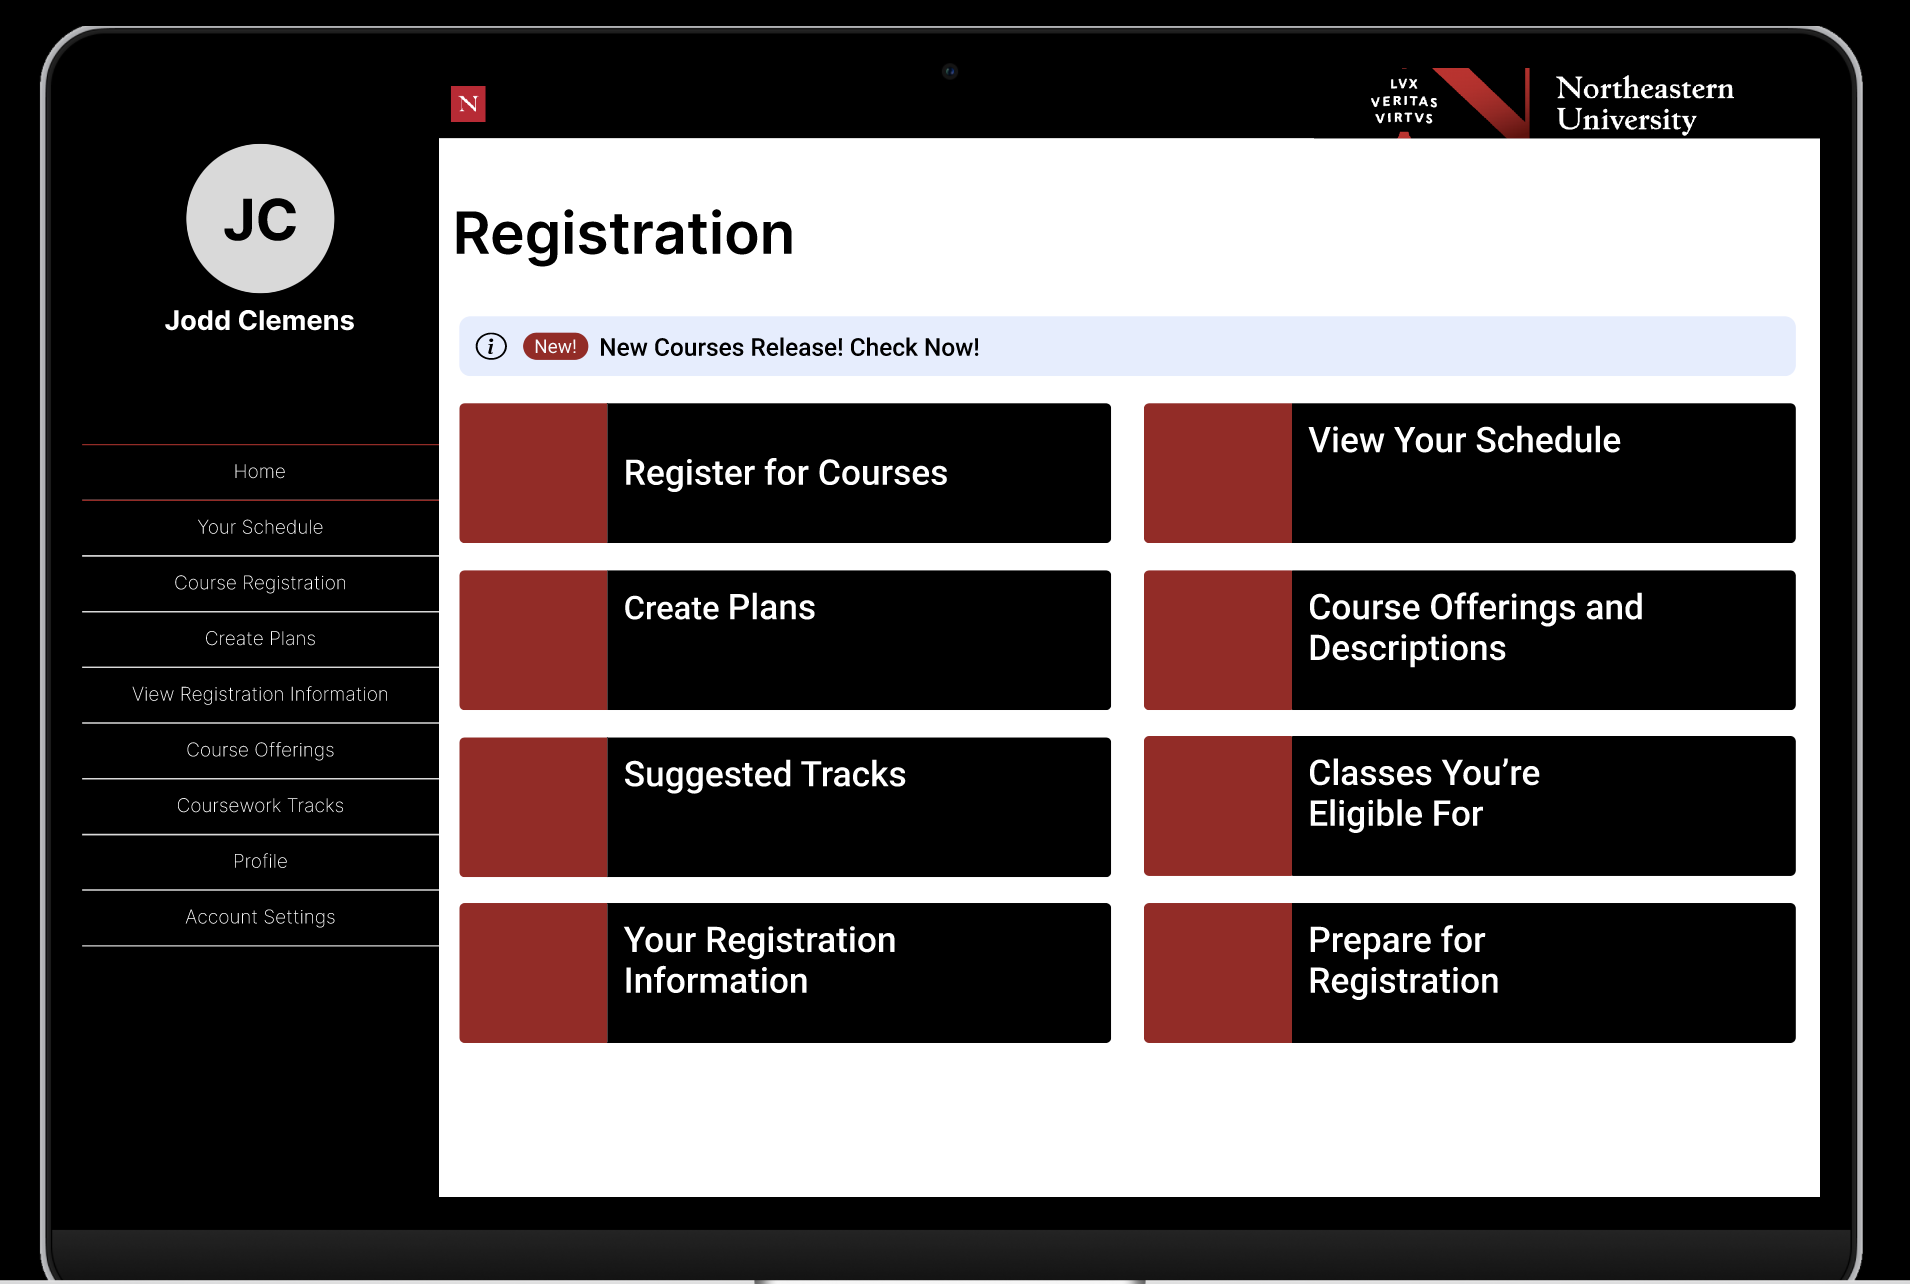 N
LVX
VERITAS
VIRTVS
Northeastern
University
JC
Jodd Clemens
Home
Your Schedule
Course Registration
Create Plans
View Registration Information
Course Offerings
Coursework Tracks
Profile
Account Settings
Registration
i New! New Courses Release! Check Now!
Register for Courses
View Your Schedule
Create Plans
Course Offerings and
Descriptions
Suggested Tracks
Classes You’re
Eligible For
Your Registration
Information
Prepare for
Registration